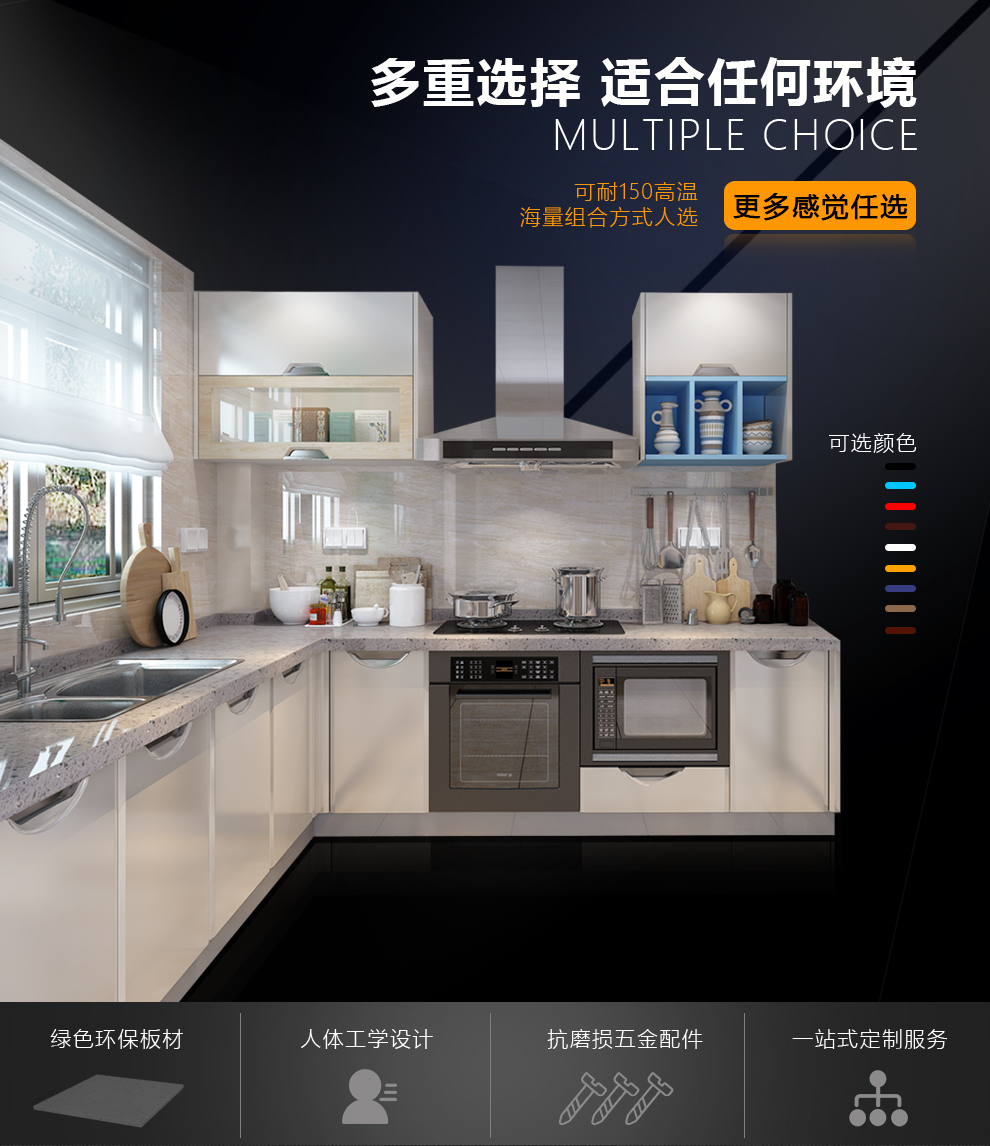 多重选择 适合任何环境
MULTIPLE CHOICE
可耐150高温
海量组合方式人选
更多感觉任选
可选颜色
绿色环保板材
人体工学设计
抗磨损五金配件
一站式定制服务